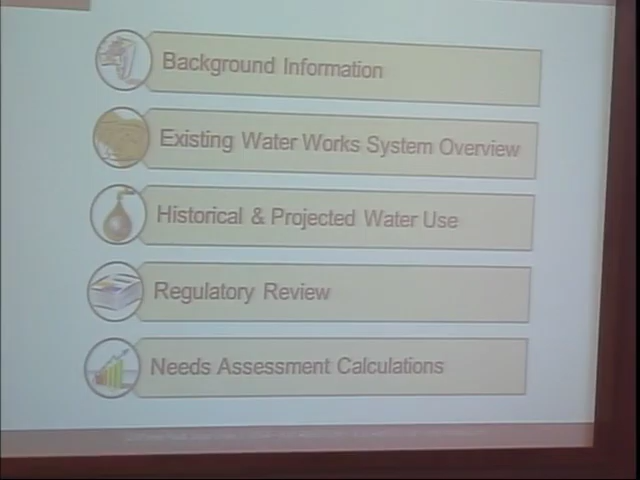 Background Information
Existing Water Works System Overview
Historical & Projected Water Use
Regulatory Review
Needs Assessment Calculations